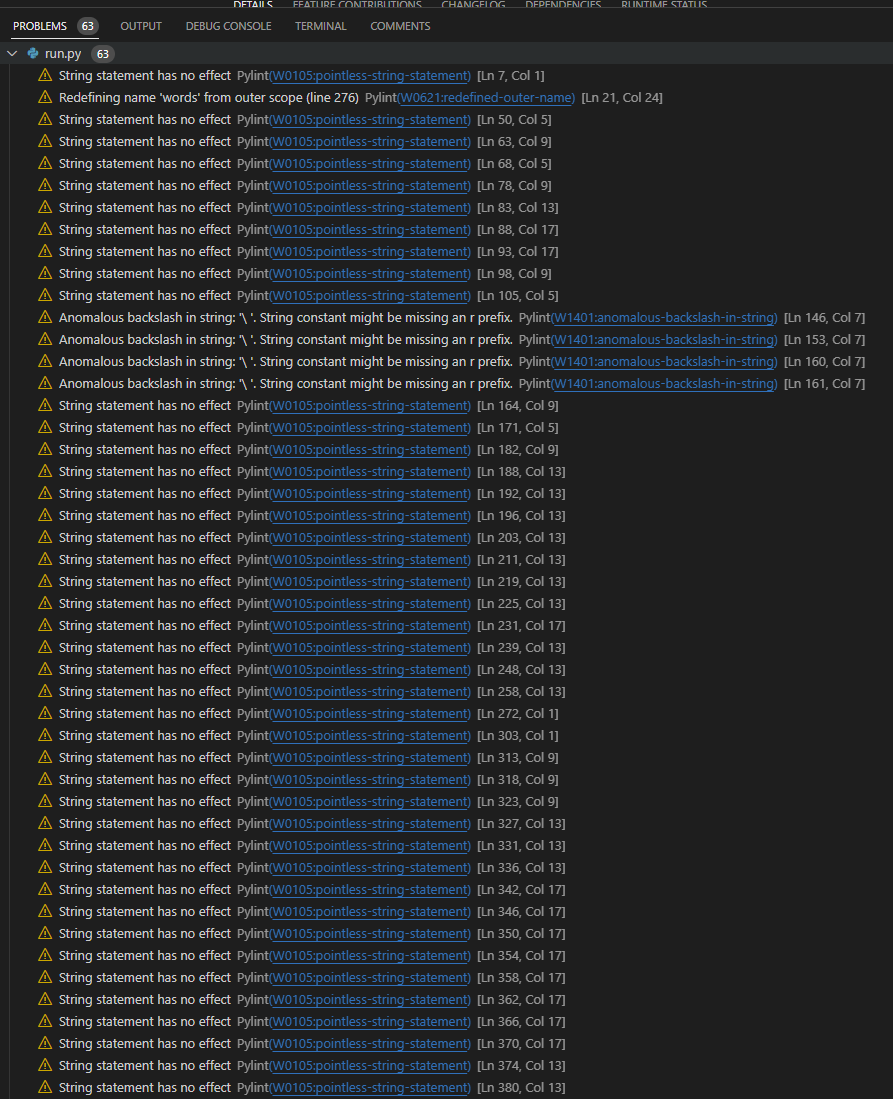 DETAILS FEATURE CONTRIBUTIONS CHANGELOG DEPENDENCIES RUNTIME STATUS
PROBLEMS 63 OUTPUT DEBUG CONSOLE TERMINAL COMMENTS
run.py 63
String statement has no effect Pylint(W0105:pointless-string-statement) [Ln 7, Col 1]
Redefining name 'words' from outer scope (line 276) Pylint(W0621:redefined-outer-name) [Ln 21, Col 24]
String statement has no effect Pylint(W0105:pointless-string-statement) [Ln 50, Col 5]
String statement has no effect Pylint(W0105:pointless-string-statement) [Ln 63, Col 9]
String statement has no effect Pylint(W0105:pointless-string-statement) [Ln 68, Col 5]
String statement has no effect Pylint(W0105:pointless-string-statement) [Ln 78, Col 9]
String statement has no effect Pylint(W0105:pointless-string-statement) [Ln 83, Col 13]
String statement has no effect Pylint(W0105:pointless-string-statement) [Ln 88, Col 17]
String statement has no effect Pylint(W0105:pointless-string-statement) [Ln 93, Col 17]
String statement has no effect Pylint(W0105:pointless-string-statement) [Ln 98, Col 9]
String statement has no effect Pylint(W0105:pointless-string-statement) [Ln 105, Col 5]
Anomalous backslash in string: '\ '. String constant might be missing an r prefix. Pylint(W1401:anomalous-backslash-in-string) [Ln 146, Col 7]
Anomalous backslash in string: '\ '. String constant might be missing an r prefix. Pylint(W1401:anomalous-backslash-in-string) [Ln 153, Col 7]
Anomalous backslash in string: '\ '. String constant might be missing an r prefix. Pylint(W1401:anomalous-backslash-in-string) [Ln 160, Col 7]
Anomalous backslash in string: '\ '. String constant might be missing an r prefix. Pylint(W1401:anomalous-backslash-in-string) [Ln 161, Col 7]
String statement has no effect Pylint(W0105:pointless-string-statement) [Ln 164, Col 9]
String statement has no effect Pylint(W0105:pointless-string-statement) [Ln 171, Col 5]
String statement has no effect Pylint(W0105:pointless-string-statement) [Ln 182, Col 9]
String statement has no effect Pylint(W0105:pointless-string-statement) [Ln 188, Col 13]
String statement has no effect Pylint(W0105:pointless-string-statement) [Ln 192, Col 13]
String statement has no effect Pylint(W0105:pointless-string-statement) [Ln 196, Col 13]
String statement has no effect Pylint(W0105:pointless-string-statement) [Ln 203, Col 13]
String statement has no effect Pylint(W0105:pointless-string-statement) [Ln 211, Col 13]
String statement has no effect Pylint(W0105:pointless-string-statement) [Ln 219, Col 13]
String statement has no effect Pylint(W0105:pointless-string-statement) [Ln 225, Col 13]
String statement has no effect Pylint(W0105:pointless-string-statement) [Ln 231, Col 17]
String statement has no effect Pylint(W0105:pointless-string-statement) [Ln 239, Col 13]
String statement has no effect Pylint(W0105:pointless-string-statement) [Ln 248, Col 13]
String statement has no effect Pylint(W0105:pointless-string-statement) [Ln 258, Col 13]
String statement has no effect Pylint(W0105:pointless-string-statement) [Ln 272, Col 1]
String statement has no effect Pylint(W0105:pointless-string-statement) [Ln 303, Col 1]
String statement has no effect Pylint(W0105:pointless-string-statement) [Ln 313, Col 9]
String statement has no effect Pylint(W0105:pointless-string-statement) [Ln 318, Col 9]
String statement has no effect Pylint(W0105:pointless-string-statement) [Ln 323, Col 9]
String statement has no effect Pylint(W0105:pointless-string-statement) [Ln 327, Col 13]
String statement has no effect Pylint(W0105:pointless-string-statement) [Ln 331, Col 13]
String statement has no effect Pylint(W0105:pointless-string-statement) [Ln 336, Col 13]
String statement has no effect Pylint(W0105:pointless-string-statement) [Ln 342, Col 17]
String statement has no effect Pylint(W0105:pointless-string-statement) [Ln 346, Col 17]
String statement has no effect Pylint(W0105:pointless-string-statement) [Ln 350, Col 17]
String statement has no effect Pylint(W0105:pointless-string-statement) [Ln 354, Col 17]
String statement has no effect Pylint(W0105:pointless-string-statement) [Ln 358, Col 17]
String statement has no effect Pylint(W0105:pointless-string-statement) [Ln 362, Col 17]
String statement has no effect Pylint(W0105:pointless-string-statement) [Ln 366, Col 17]
String statement has no effect Pylint(W0105:pointless-string-statement) [Ln 370, Col 17]
String statement has no effect Pylint(W0105:pointless-string-statement) [Ln 374, Col 13]
String statement has no effect Pylint(W0105:pointless-string-statement) [Ln 380, Col 13]